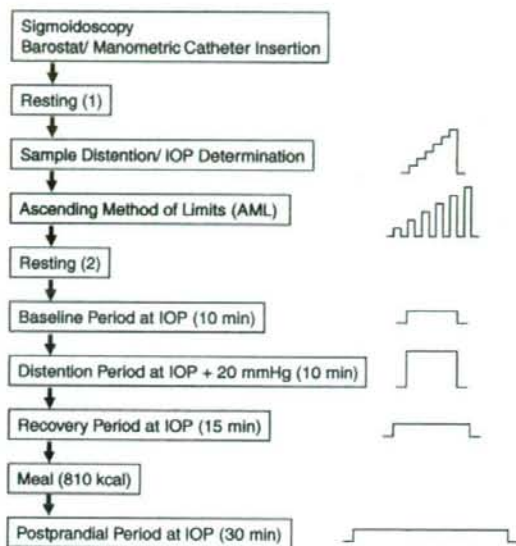 Sigmoidoscopy
Barostat/ Manometric Catheter Insertion
Resting (1)
Sample Distention/ IOP Determination
Ascending Method of Limits (AML)
Resting (2)
Baseline Period at IOP (10 min)
Distention Period at IOP + 20 mmHg (10 min)
Recovery Period at IOP (15 min)
Meal (810 kcal)
Postprandial Period at IOP (30 min)